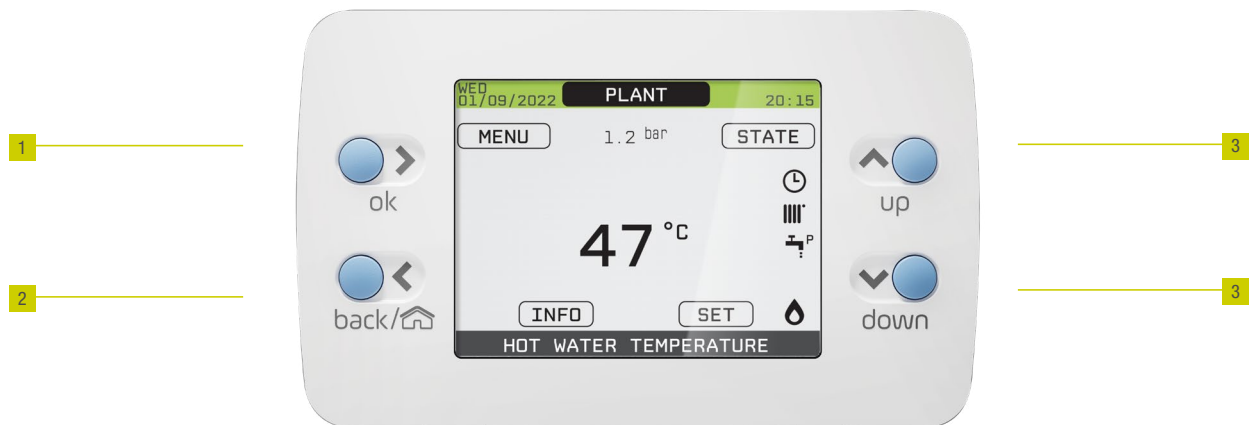 WED
01/09/2022 PLANT 20:15
MENU 1.2 bar STATE
1
3
ok
up
47 °C
P
2
3
back/
down
INFO SET
HOT WATER TEMPERATURE